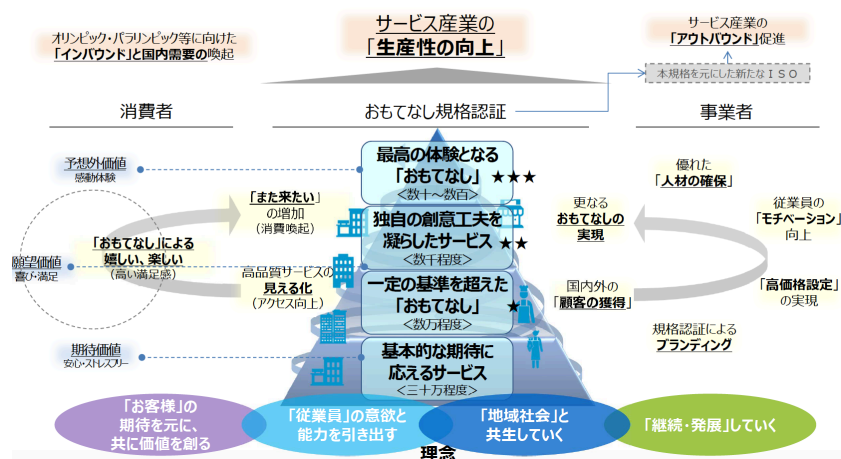 サービス産業の
「生産性の向上」
オリンピック・パラリンピック等に向けた
「インバウンド」と国内需要の喚起
サービス産業の
「アウトバウンド」促進
本規格を元にした新たなISO
消費者
おもてなし規格認証
事業者
予想外価値
感動体験
願望価値
喜び・満足
期待価値
安心・ストレスフリー
「また来たい」
の増加
(消費喚起)
「おもてなし」による
嬉しい、楽しい
(高い満足感)
高品質サービスの
見える化
(アクセス向上)
最高の体験となる
「おもてなし」 ★★★
<数十~数百>
独自の創意工夫を
凝らしたサービス ★★
<数千程度>
一定の基準を超えた
「おもてなし」 ★
<数万程度>
基本的な期待に
応えるサービス
<三十万程度>
優れた
「人材の確保」
更なる
おもてなしの
実現
従業員の
「モチベーション」
向上
国内外の
「顧客の獲得」
「高価格設定」
の実現
規格認証による
ブランディング
「お客様」の
期待を元に、
共に価値を創る
「従業員」の意欲と
能力を引き出す
「地域社会」と
共生していく
「継続・発展」していく
理念